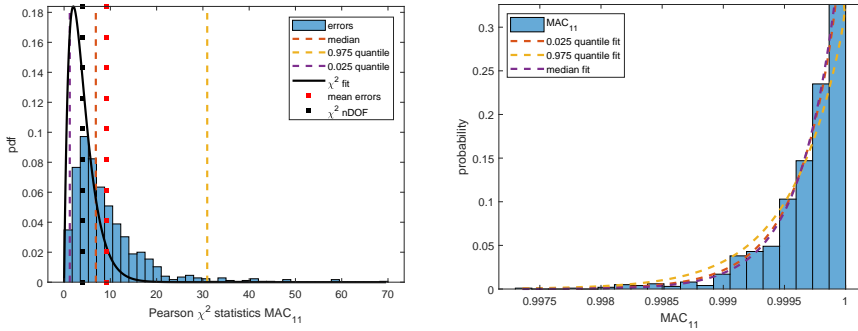 0.18
0.16
0.14
0.12
0.1
0.08
0.06
0.04
0.02
0
pdf
0 10 20 30 40 50 60 70
Pearson χ² statistics MAC₁₁
errors
median
0.975 quantile
0.025 quantile
χ² fit
mean errors
χ² nDOF
0.3
0.25
0.2
0.15
0.1
0.05
0
probability
0.9975 0.998 0.9985 0.999 0.9995 1
MAC₁₁
MAC₁₁
0.025 quantile fit
0.975 quantile fit
median fit